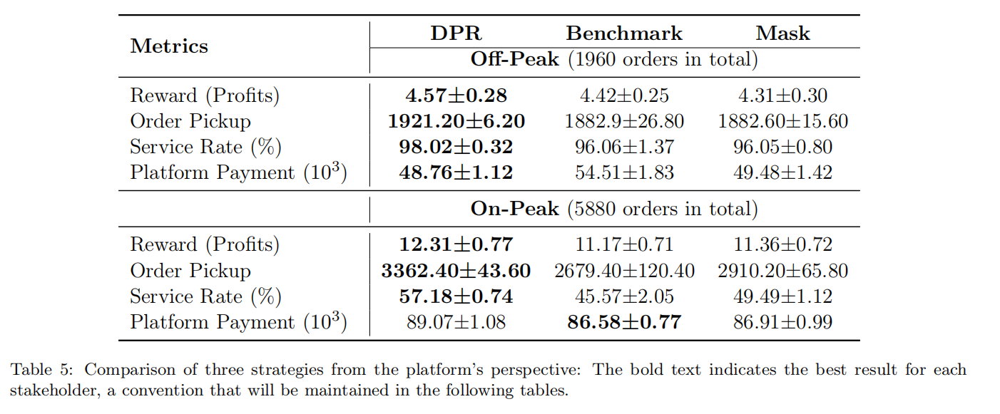 Metrics DPR Benchmark Mask
Off-Peak (1960 orders in total)
Reward (Profits) 4.57±0.28 4.42±0.25 4.31±0.30
Order Pickup 1921.20±6.20 1882.9±26.80 1882.60±15.60
Service Rate (%) 98.02±0.32 96.06±1.37 96.05±0.80
Platform Payment (10³) 48.76±1.12 54.51±1.83 49.48±1.42
On-Peak (5880 orders in total)
Reward (Profits) 12.31±0.77 11.17±0.71 11.36±0.72
Order Pickup 3362.40±43.60 2679.40±120.40 2910.20±65.80
Service Rate (%) 57.18±0.74 45.57±2.05 49.49±1.12
Platform Payment (10³) 89.07±1.08 86.58±0.77 86.91±0.99
Table 5: Comparison of three strategies from the platform's perspective: The bold text indicates the best result for each
stakeholder, a convention that will be maintained in the following tables.